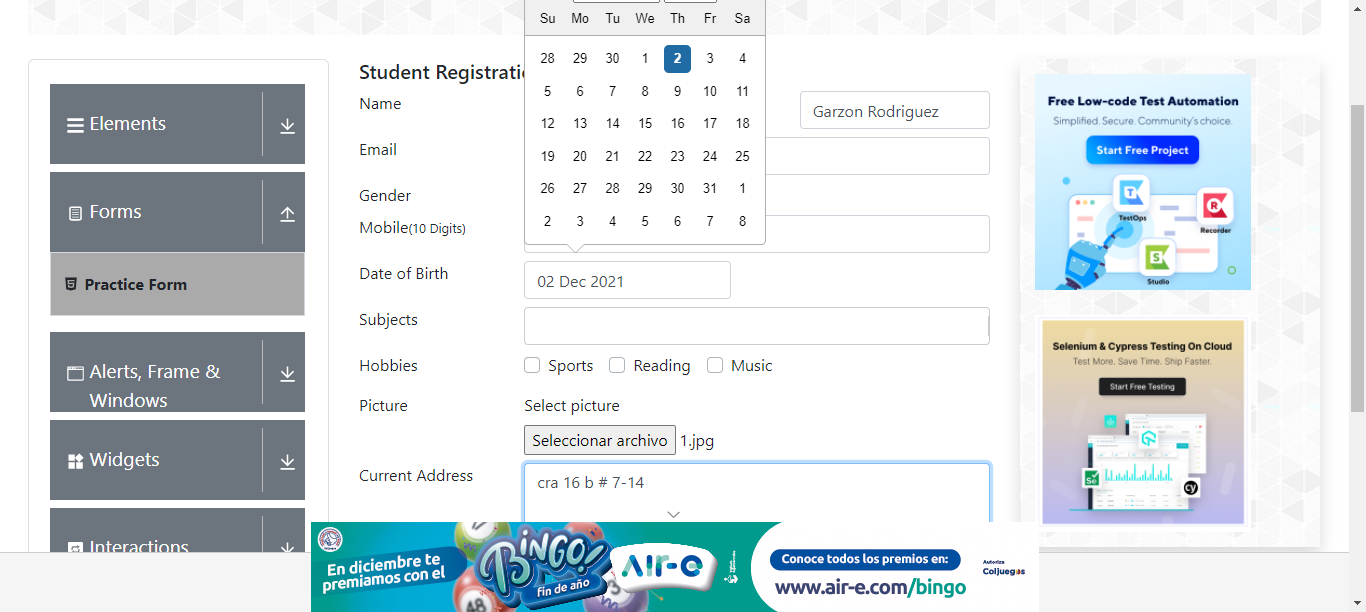 Su Mo Tu We Th Fr Sa
28 29 30 1 2 3 4
5 6 7 8 9 10 11
12 13 14 15 16 17 18
19 20 21 22 23 24 25
26 27 28 29 30 31 1
2 3 4 5 6 7 8
Elements
Forms
Practice Form
Alerts, Frame &
Windows
Widgets
Interactions
Student Registrati
Name
Garzon Rodriguez
Email
Gender
Mobile(10 Digits)
Date of Birth
02 Dec 2021
Subjects
Hobbies
Sports Reading Music
Picture
Select picture
Seleccionar archivo 1.jpg
Current Address
cra 16 b # 7-14
Free Low-code Test Automation
Simplified. Secure. Community's choice.
Start Free Project
TestOps
Recorder
Studio
Selenium & Cypress Testing On Cloud
Test More. Save Time. Ship Faster.
Start Free Testing
Se
cy
En diciembre te
premiamos con el
BINGO!
fin de año
48
3
AIR-E
Conoce todos los premios en:
www.air-e.com/bingo
Autoriza
Coljuegos